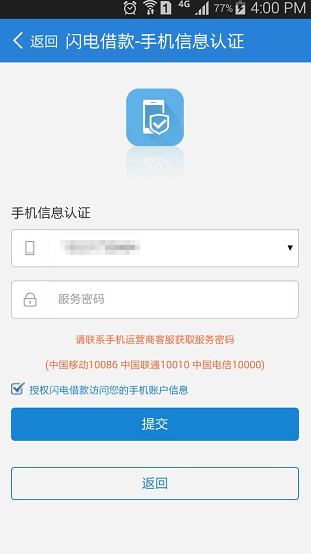 4G 77% 4:00 PM
返回 闪电借款-手机信息认证
手机信息认证
服务密码
请联系手机运营商客服获取服务密码
(中国移动10086 中国联通10010 中国电信10000)
授权闪电借款访问您的手机账户信息
提交
返回